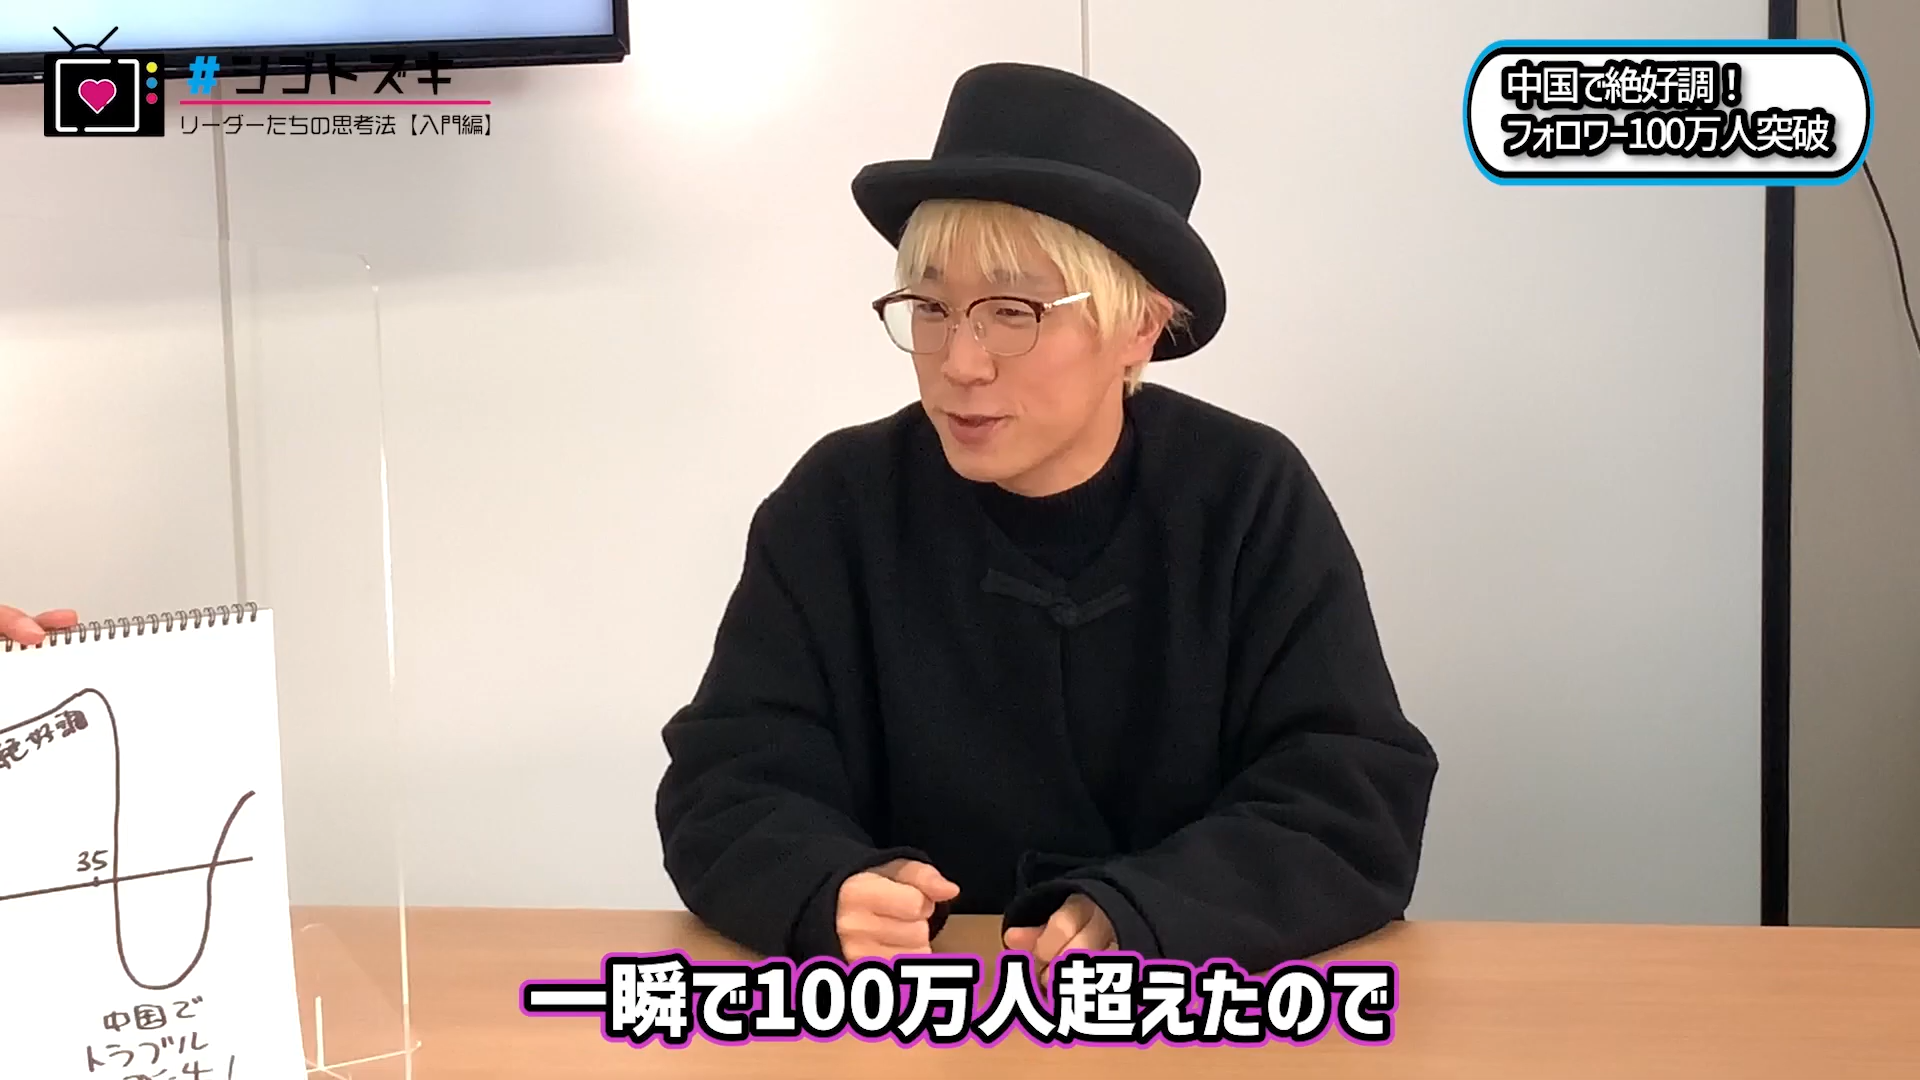 #シゴトズキ
リーダーたちの思考法【入門編】
中国で絶好調！
フォロワー100万人突破
絶好調
35
中国で
トラブル
一瞬で100万人超えたので